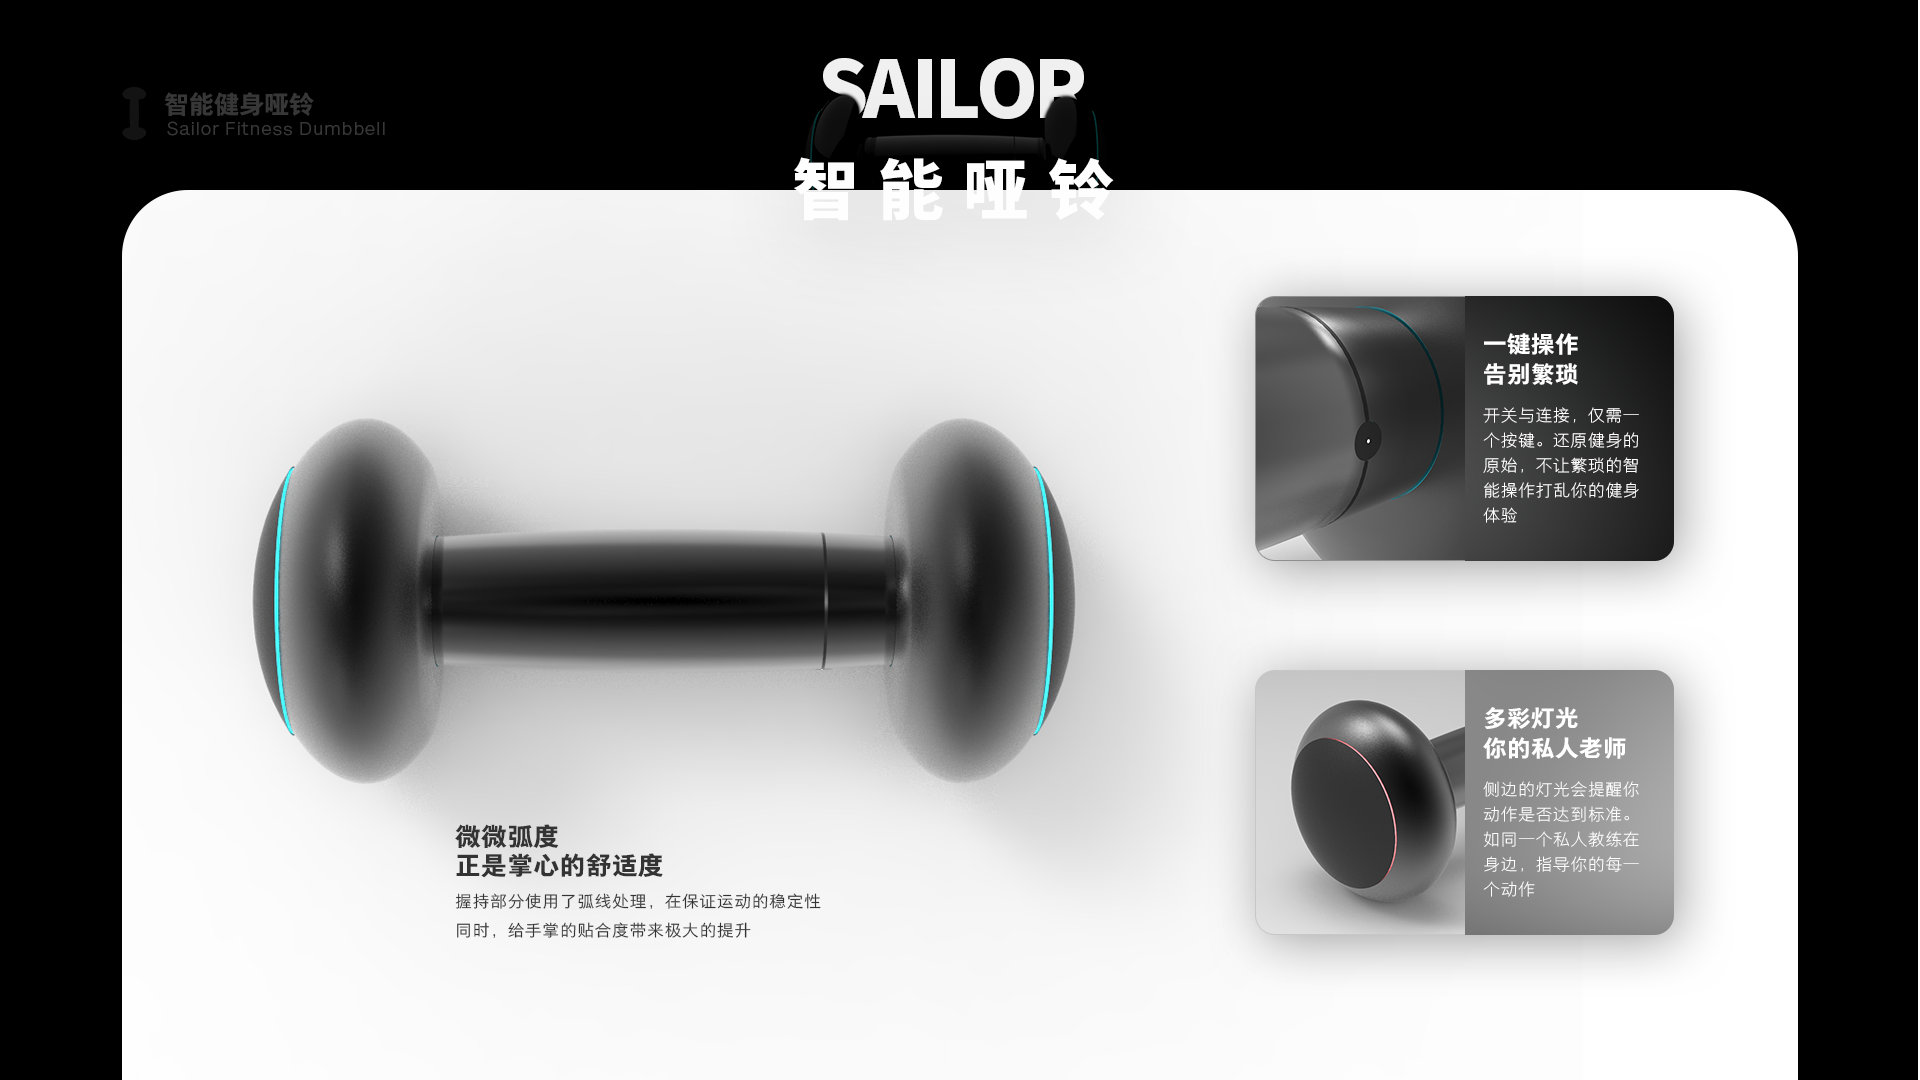 智能健身哑铃
Sailor Fitness Dumbbell
SAILOR
智能哑铃
一键操作
告别繁琐
开关与连接，仅需一
个按键。还原健身的
原始，不让繁琐的智
能操作打乱你的健身
体验
多彩灯光
你的私人老师
侧边的灯光会提醒你
动作是否达到标准。
如同一个私人教练在
身边，指导你的每一
个动作
微微弧度
正是掌心的舒适度
握持部分使用了弧线处理，在保证运动的稳定性
同时，给手掌的贴合度带来极大的提升